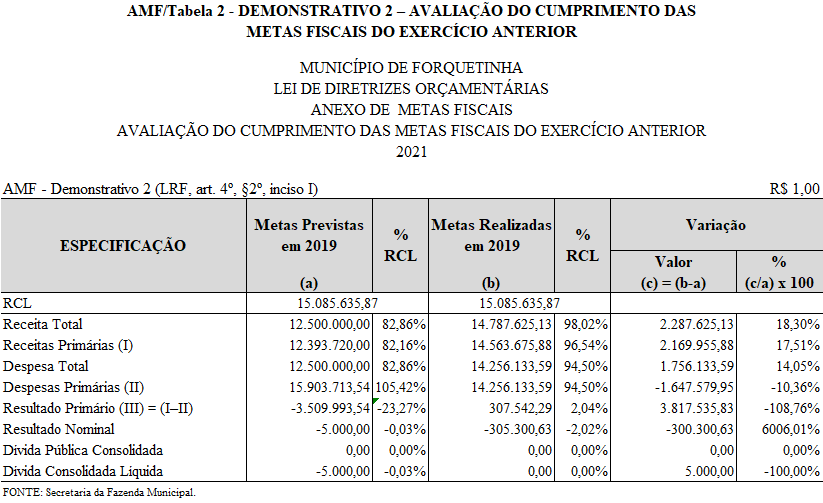 AMF/Tabela 2 - DEMONSTRATIVO 2 – AVALIAÇÃO DO CUMPRIMENTO DAS
METAS FISCAIS DO EXERCÍCIO ANTERIOR
MUNICÍPIO DE FORQUETINHA
LEI DE DIRETRIZES ORÇAMENTÁRIAS
ANEXO DE METAS FISCAIS
AVALIAÇÃO DO CUMPRIMENTO DAS METAS FISCAIS DO EXERCÍCIO ANTERIOR
2021
AMF - Demonstrativo 2 (LRF, art. 4º, §2º, inciso I) R$ 1,00
ESPECIFICAÇÃO Metas Previstas em 2019 (a) % RCL Metas Realizadas em 2019 (b) % RCL Variação
Valor (c) = (b-a) % (c/a) x 100
RCL 15.085.635,87 15.085.635,87
Receita Total 12.500.000,00 82,86% 14.787.625,13 98,02% 2.287.625,13 18,30%
Receitas Primárias (I) 12.393.720,00 82,16% 14.563.675,88 96,54% 2.169.955,88 17,51%
Despesa Total 12.500.000,00 82,86% 14.256.133,59 94,50% 1.756.133,59 14,05%
Despesas Primárias (II) 15.903.713,54 105,42% 14.256.133,59 94,50% -1.647.579,95 -10,36%
Resultado Primário (III) = (I–II) -3.509.993,54 -23,27% 307.542,29 2,04% 3.817.535,83 -108,76%
Resultado Nominal -5.000,00 -0,03% -305.300,63 -2,02% -300.300,63 6006,01%
Dívida Pública Consolidada 0,00 0,00% 0,00 0,00% 0,00 0,00%
Dívida Consolidada Líquida -5.000,00 -0,03% 0,00 0,00% 5.000,00 -100,00%
FONTE: Secretaria da Fazenda Municipal.